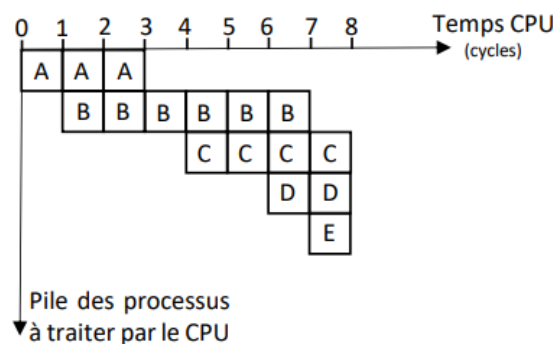 0 1 2 3 4 5 6 7 8 Temps CPU
(cycles)
A A A
B B B B B B
C C C C
D D
E
Pile des processus
à traiter par le CPU